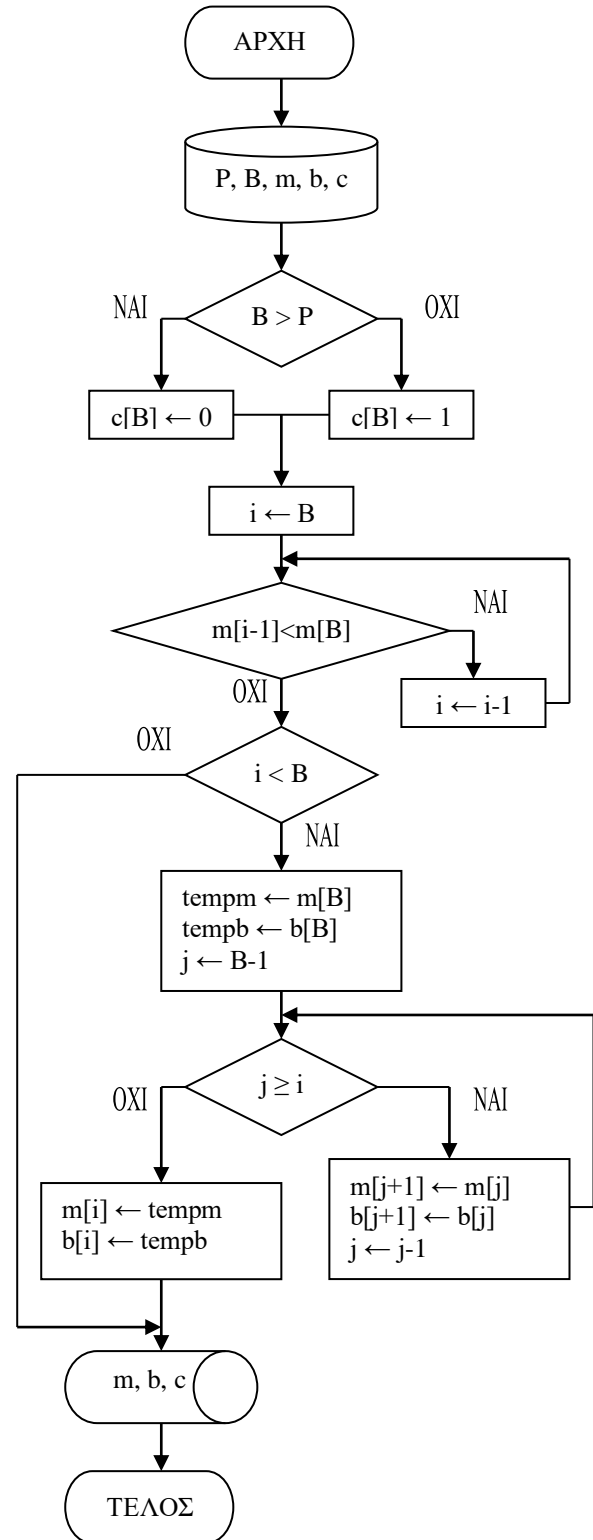 ΑΡΧΗ
P, B, m, b, c
ΝΑΙ
B > P
ΟΧΙ
c[B] ← 0
c[B] ← 1
i ← B
m[i-1]<m[B]
ΝΑΙ
ΟΧΙ
i ← i-1
ΟΧΙ
i < B
ΝΑΙ
tempm ← m[B]
tempb ← b[B]
j ← B-1
ΟΧΙ
j ≥ i
ΝΑΙ
m[j+1] ← m[j]
b[j+1] ← b[j]
j ← j-1
m[i] ← tempm
b[i] ← tempb
m, b, c
ΤΕΛΟΣ